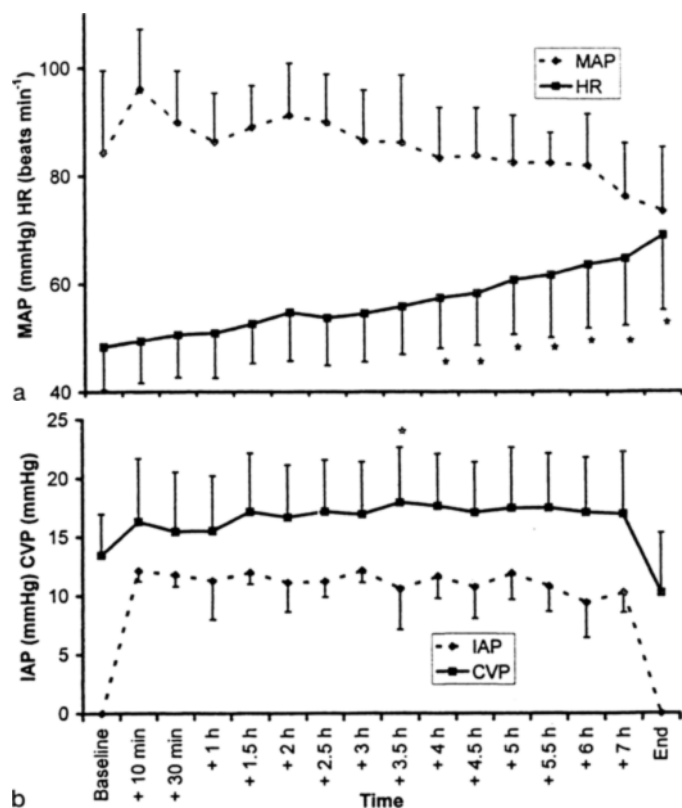 100
80
60
40
MAP (mmHg) HR (beats min⁻¹)
MAP
HR
* * * * * * *
a
25
20
15
10
5
0
IAP (mmHg) CVP (mmHg)
*
IAP
CVP
Baseline
+ 10 min
+ 30 min
+ 1 h
+ 1.5 h
+ 2 h
+ 2.5 h
+ 3 h
+ 3.5 h
+ 4 h
+ 4.5 h
+ 5 h
+ 5.5 h
+ 6 h
+ 7 h
End
b
Time